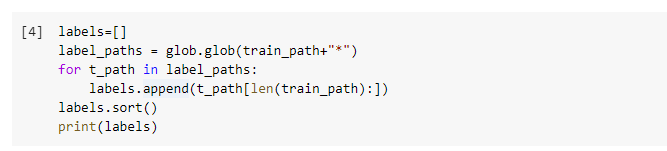 [4] labels=[]
label_paths = glob.glob(train_path+"*")
for t_path in label_paths:
    labels.append(t_path[len(train_path):])
labels.sort()
print(labels)